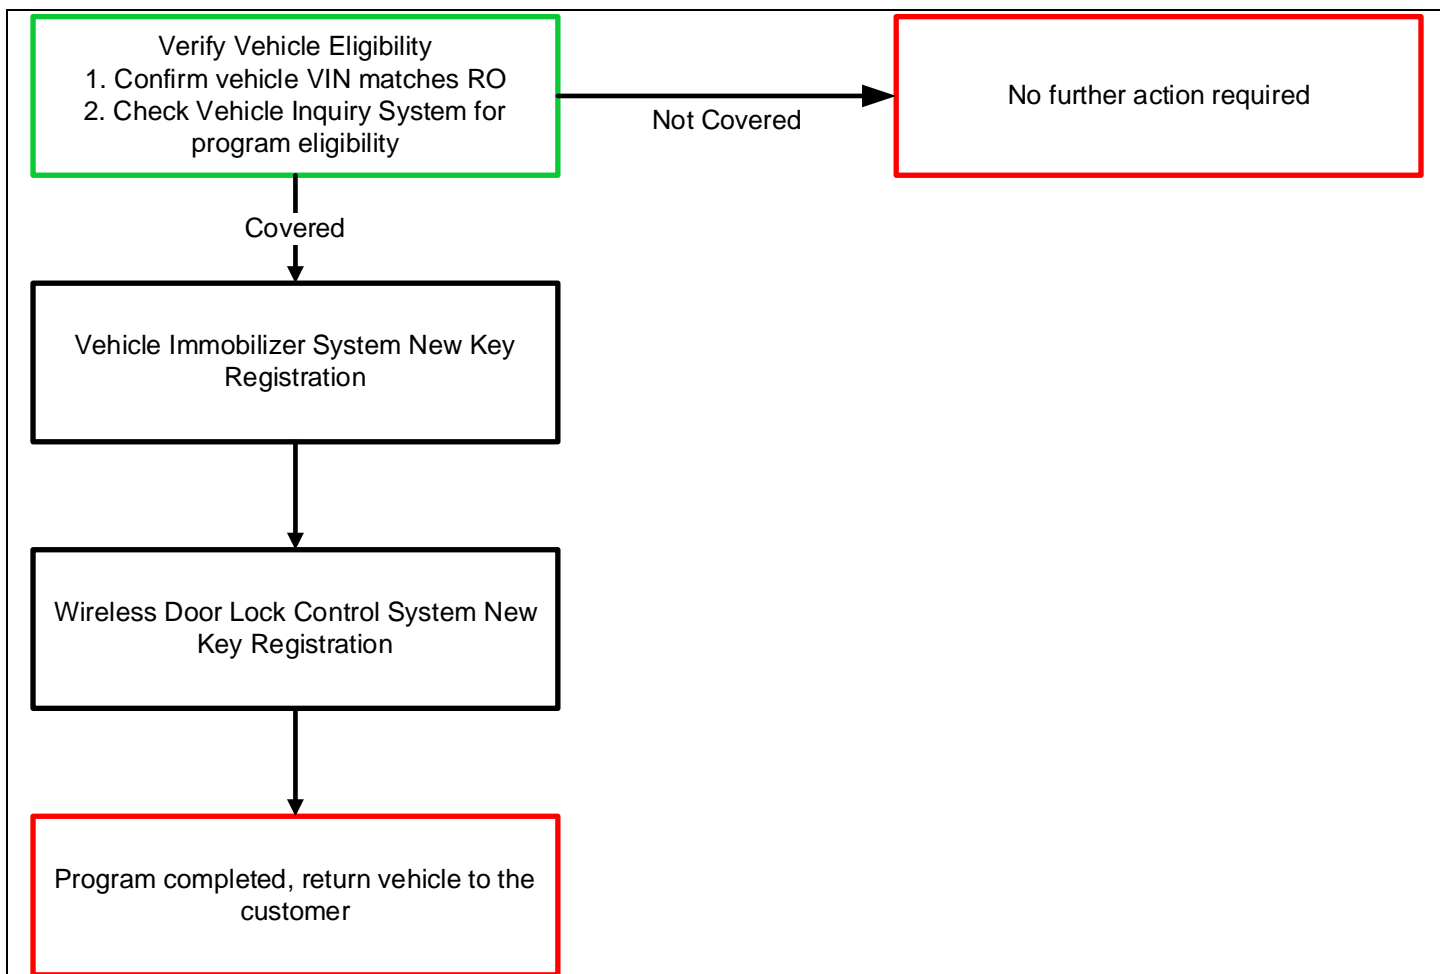 Verify Vehicle Eligibility
1. Confirm vehicle VIN matches RO
2. Check Vehicle Inquiry System for
program eligibility
Not Covered
No further action required
Covered
Vehicle Immobilizer System New Key
Registration
Wireless Door Lock Control System New
Key Registration
Program completed, return vehicle to the
customer